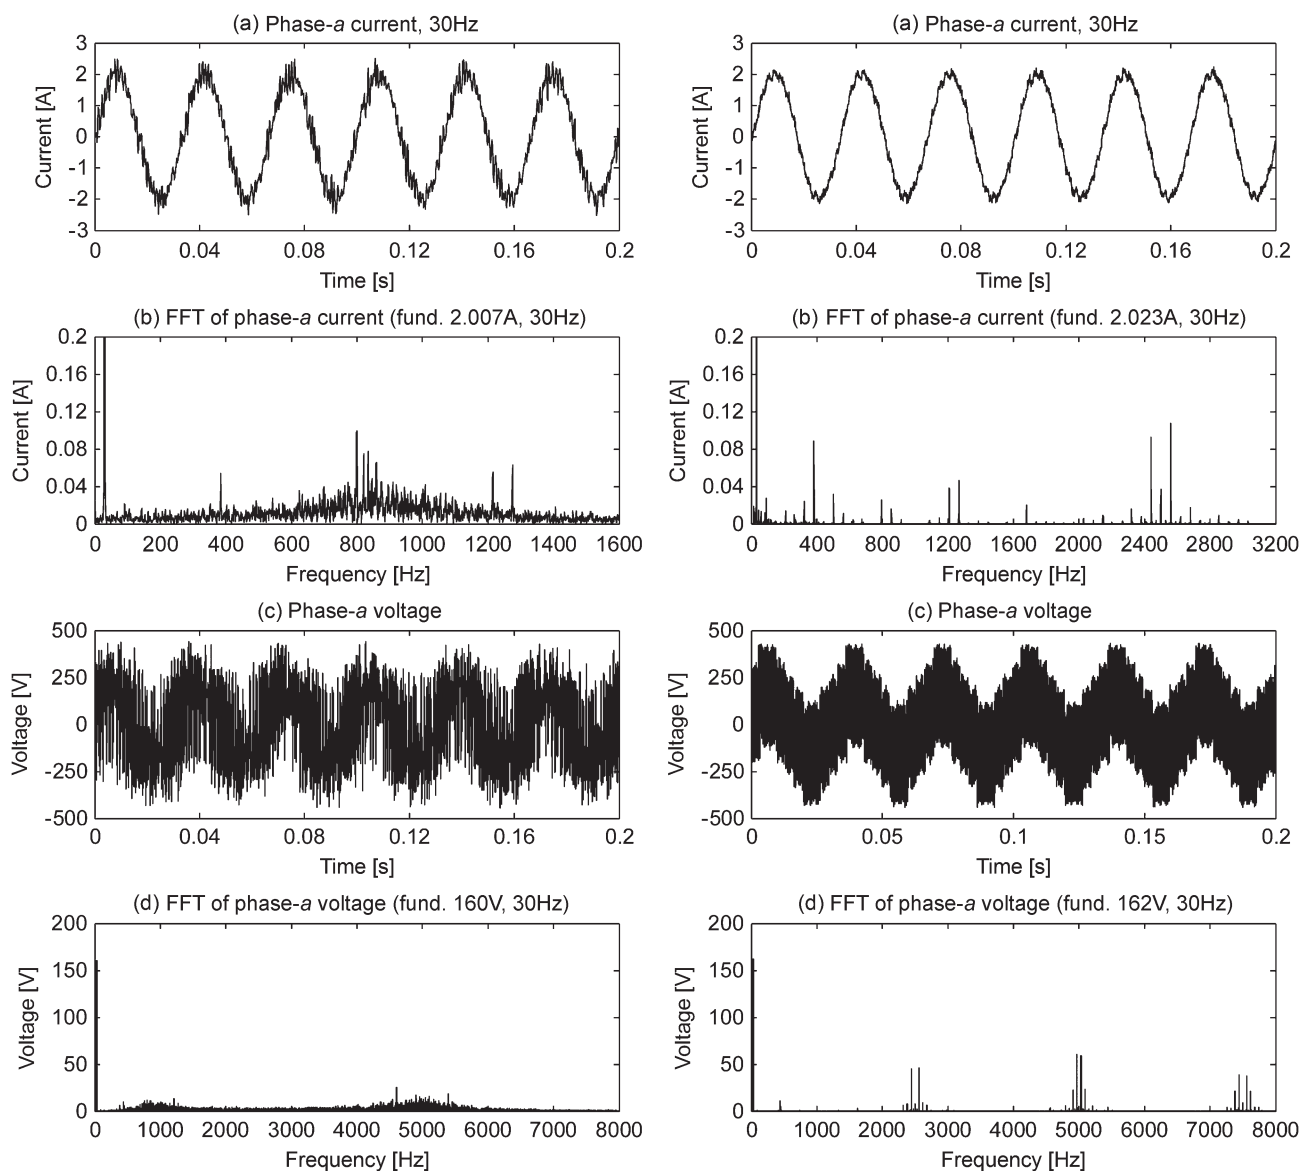 (a) Phase-a current, 30Hz
3
2
1
0
-1
-2
-3
Current [A]
0 0.04 0.08 0.12 0.16 0.2
Time [s]
(b) FFT of phase-a current (fund. 2.007A, 30Hz)
0.2
0.16
0.12
0.08
0.04
0
Current [A]
0 200 400 600 800 1000 1200 1400 1600
Frequency [Hz]
(c) Phase-a voltage
500
250
0
-250
-500
Voltage [V]
0 0.04 0.08 0.12 0.16 0.2
Time [s]
(d) FFT of phase-a voltage (fund. 160V, 30Hz)
200
150
100
50
0
Voltage [V]
0 1000 2000 3000 4000 5000 6000 7000 8000
Frequency [Hz]
(a) Phase-a current, 30Hz
3
2
1
0
-1
-2
-3
Current [A]
0 0.04 0.08 0.12 0.16 0.2
Time [s]
(b) FFT of phase-a current (fund. 2.023A, 30Hz)
0.2
0.16
0.12
0.08
0.04
0
Current [A]
0 400 800 1200 1600 2000 2400 2800 3200
Frequency [Hz]
(c) Phase-a voltage
500
250
0
-250
-500
Voltage [V]
0 0.05 0.1 0.15 0.2
Time [s]
(d) FFT of phase-a voltage (fund. 162V, 30Hz)
200
150
100
50
0
Voltage [V]
0 1000 2000 3000 4000 5000 6000 7000 8000
Frequency [Hz]